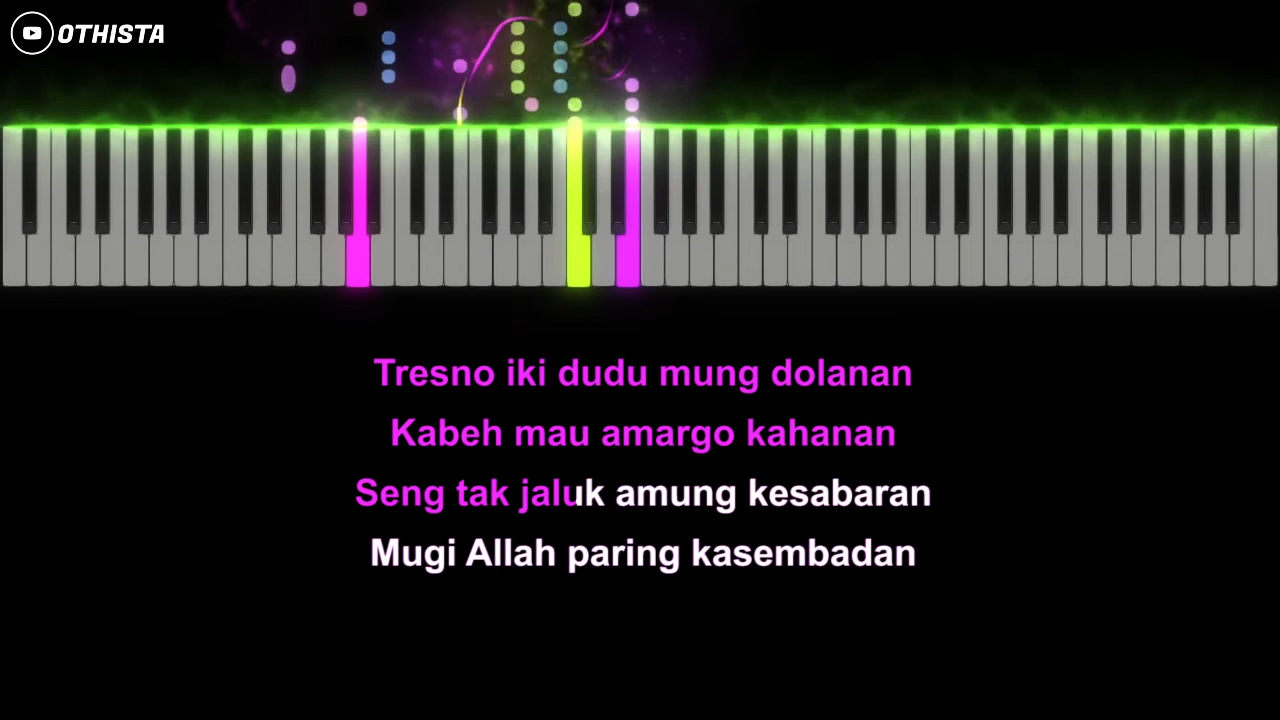 OTHISTA
Tresno iki dudu mung dolanan
Kabeh mau amargo kahanan
Seng tak jaluk amung kesabaran
Mugi Allah paring kasembadan